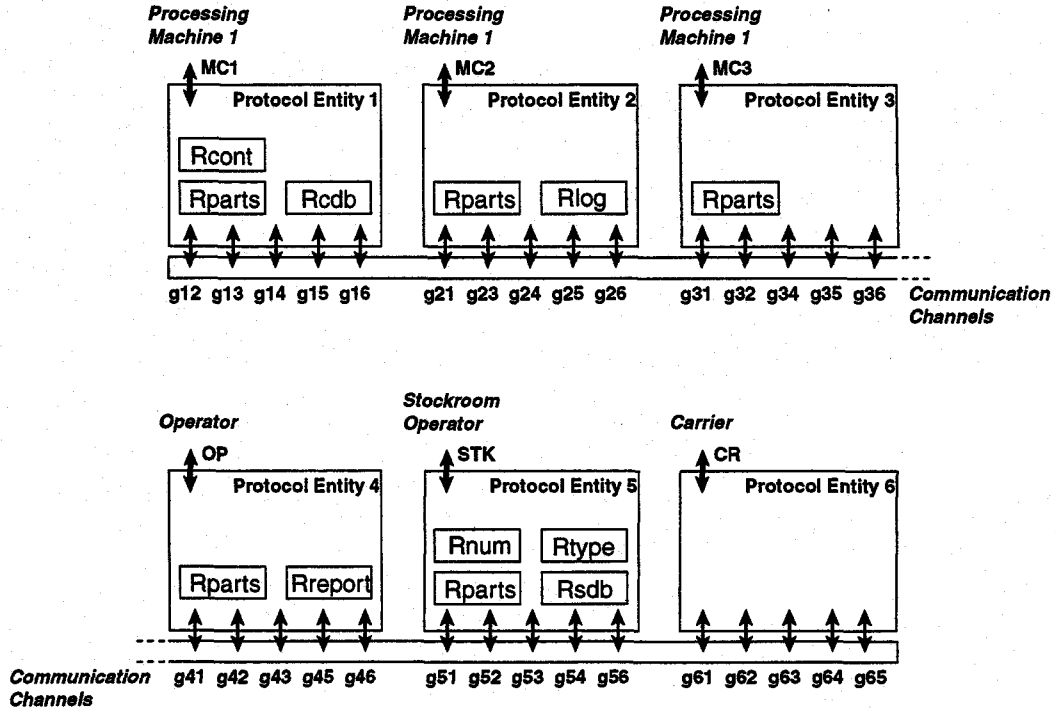 Processing
Machine 1
Processing
Machine 1
Processing
Machine 1
MC1
MC2
MC3
Protocol Entity 1
Protocol Entity 2
Protocol Entity 3
Rcont
Rparts
Rcdb
Rparts
Rlog
Rparts
g12 g13 g14 g15 g16
g21 g23 g24 g25 g26
g31 g32 g34 g35 g36
Communication
Channels
Operator
Stockroom
Operator
Carrier
OP
STK
CR
Protocol Entity 4
Protocol Entity 5
Protocol Entity 6
Rnum
Rtype
Rparts
Rreport
Rparts
Rsdb
Communication
Channels
g41 g42 g43 g45 g46
g51 g52 g53 g54 g56
g61 g62 g63 g64 g65